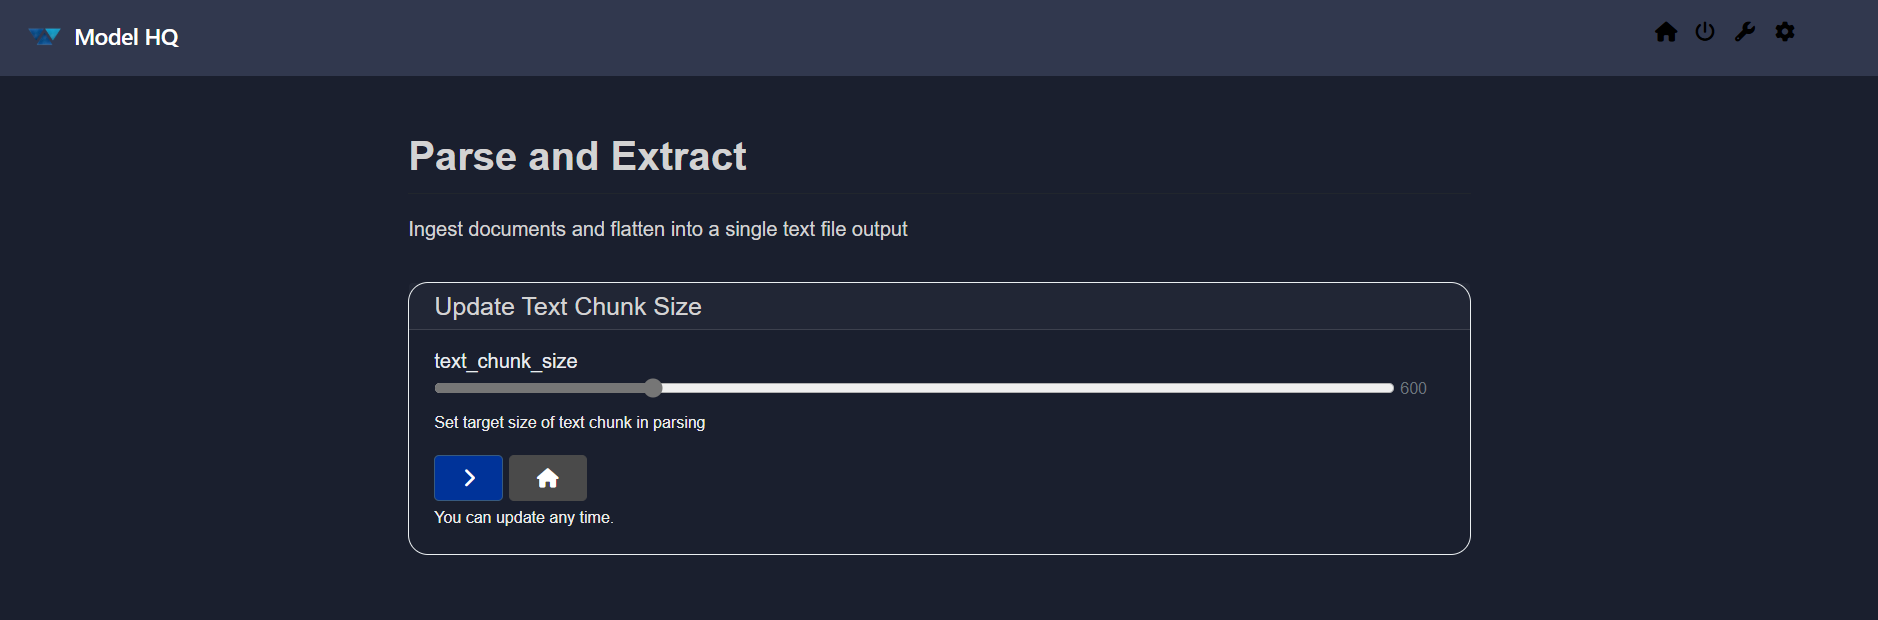 Model HQ
Parse and Extract
Ingest documents and flatten into a single text file output
Update Text Chunk Size
text_chunk_size
600
Set target size of text chunk in parsing
You can update any time.